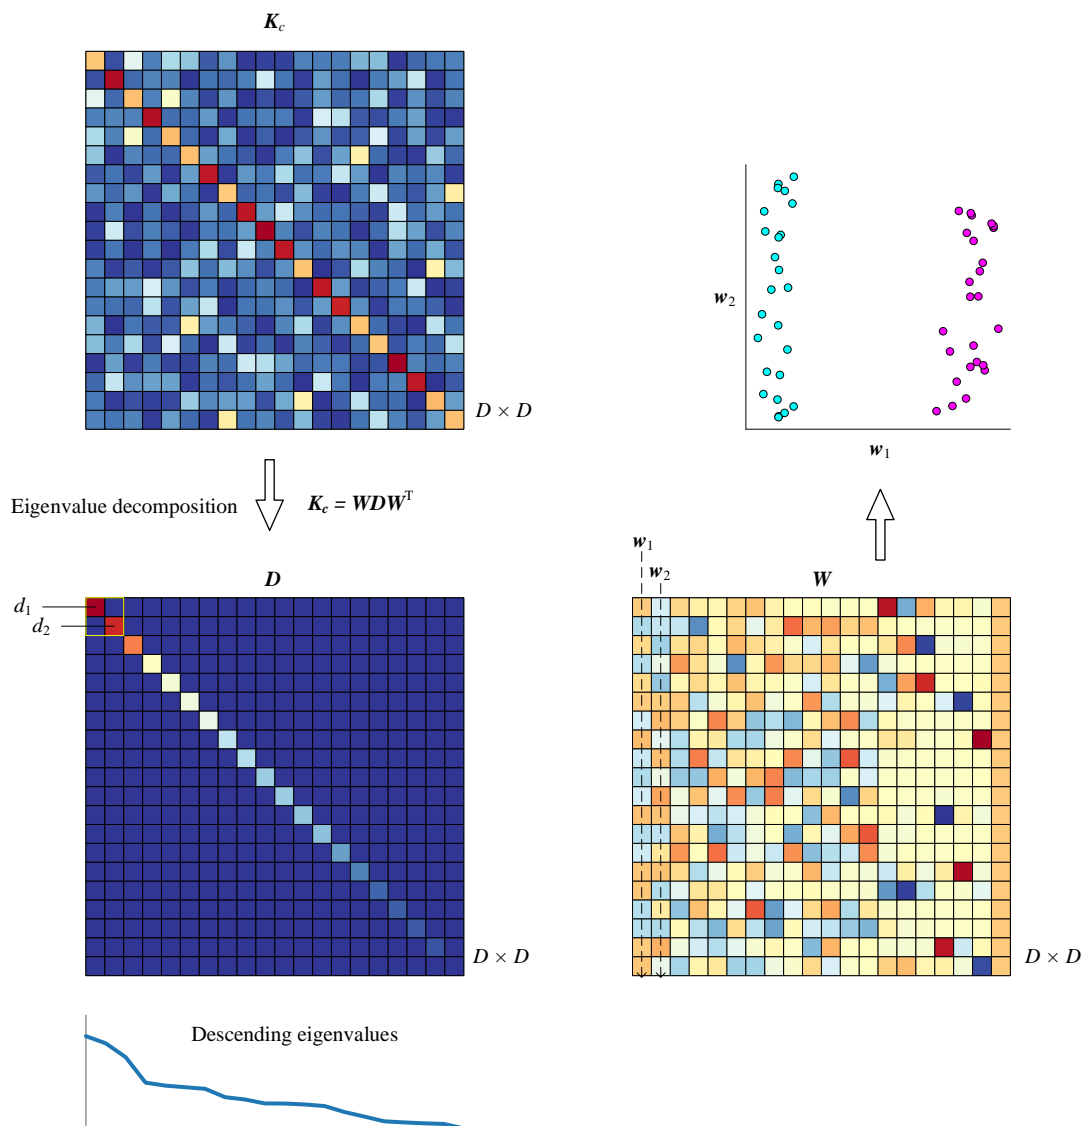 K_c
D × D
w_2
w_1
Eigenvalue decomposition
K_c = WDW^T
w_1
w_2
D
W
d_1
d_2
D × D
D × D
Descending eigenvalues